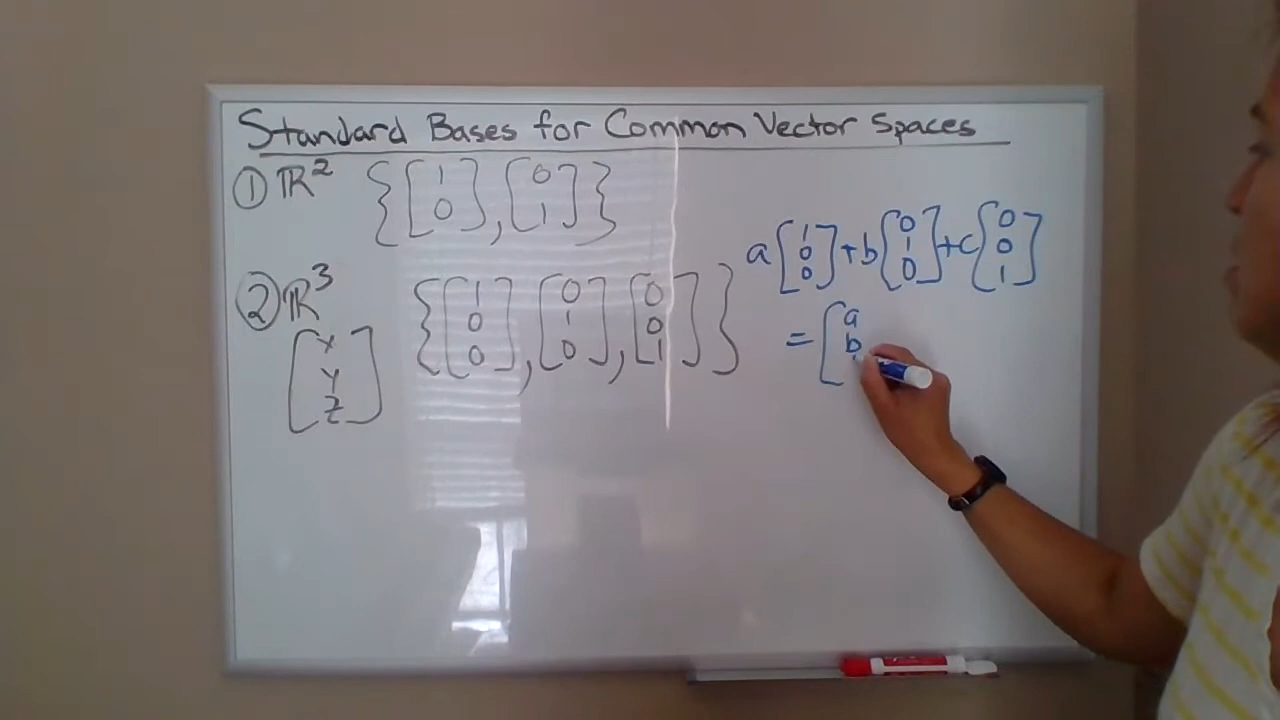 Standard Bases for Common Vector Spaces
① ℝ² { [1 0], [0 1] }
② ℝ³ { [1 0 0], [0 1 0], [0 0 1] }
[x y z]
a[1 0 0] + b[0 1 0] + c[0 0 1]
= [a b